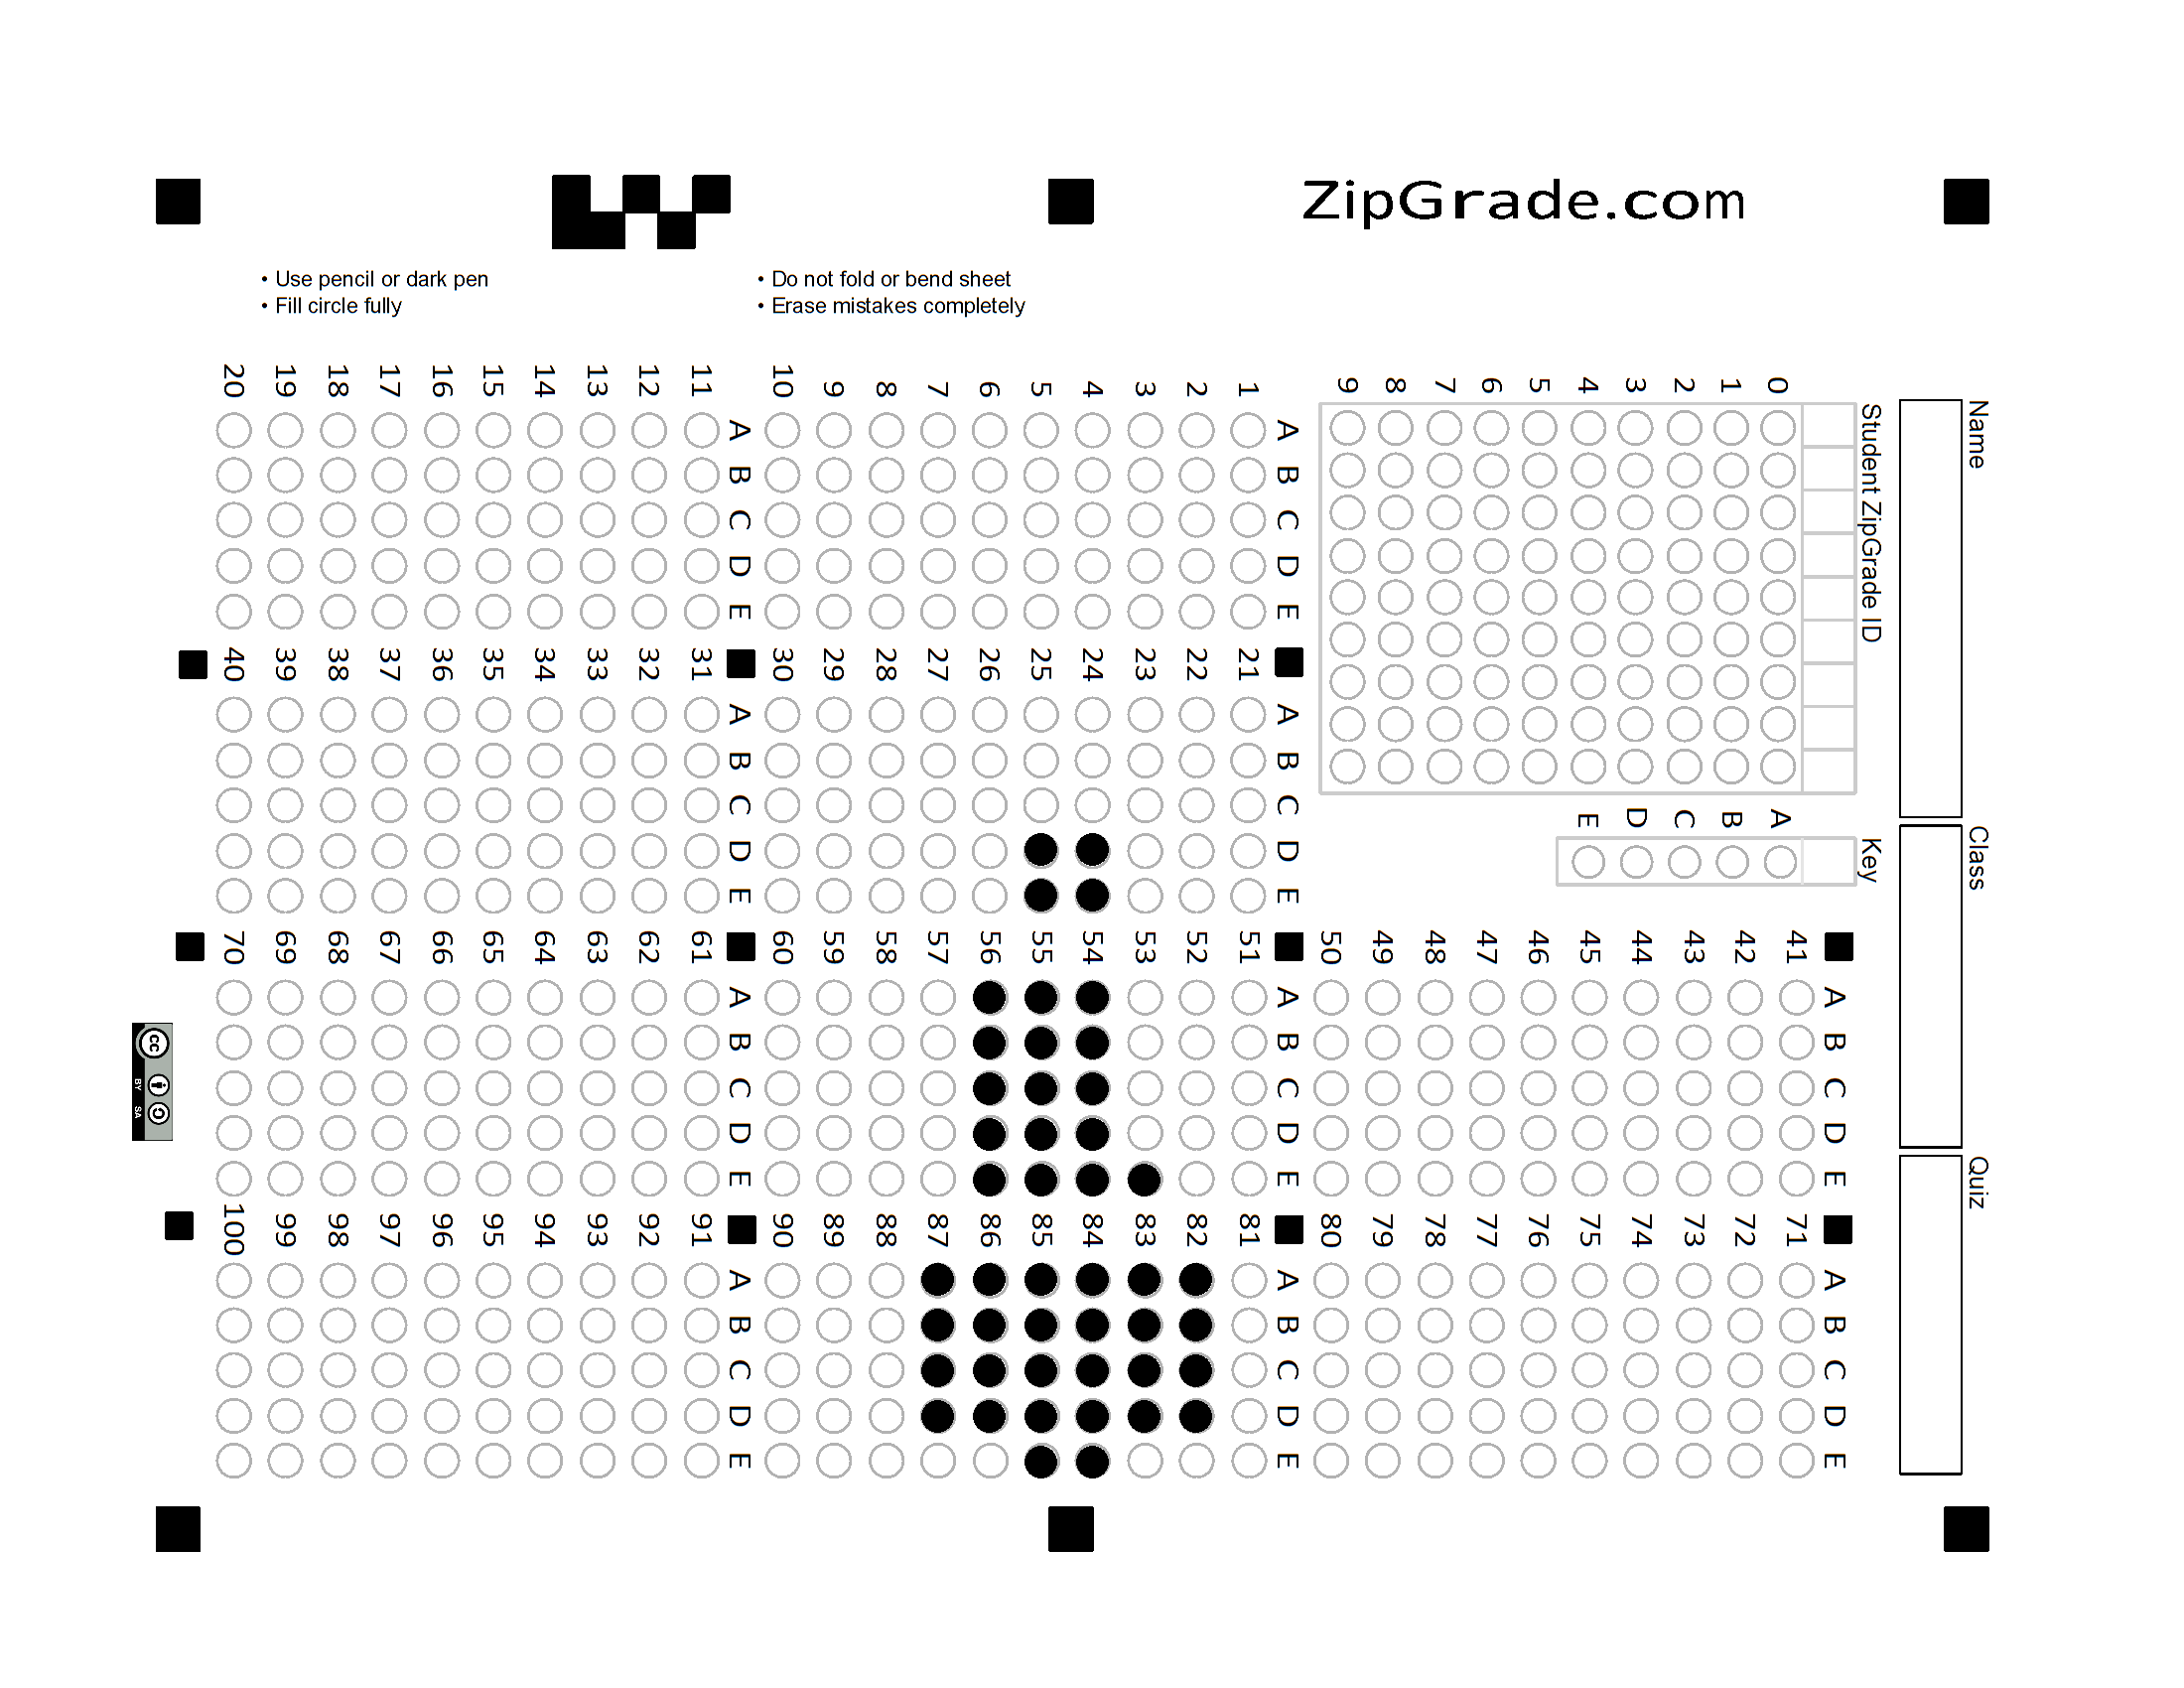 ZipGrade.com
• Use pencil or dark pen
• Fill circle fully
• Do not fold or bend sheet
• Erase mistakes completely
Name
Class
Quiz
Student ZipGrade ID
0 1 2 3 4 5 6 7 8 9
Key
A B C D E
1 2 3 4 5 6 7 8 9 10
A B C D E
11 12 13 14 15 16 17 18 19 20
A B C D E
21 22 23 24 25 26 27 28 29 30
A B C D E
31 32 33 34 35 36 37 38 39 40
A B C D E
41 42 43 44 45 46 47 48 49 50
A B C D E
51 52 53 54 55 56 57 58 59 60
A B C D E
61 62 63 64 65 66 67 68 69 70
A B C D E
71 72 73 74 75 76 77 78 79 80
A B C D E
81 82 83 84 85 86 87 88 89 90
A B C D E
91 92 93 94 95 96 97 98 99 100
A B C D E
cc
BY SA